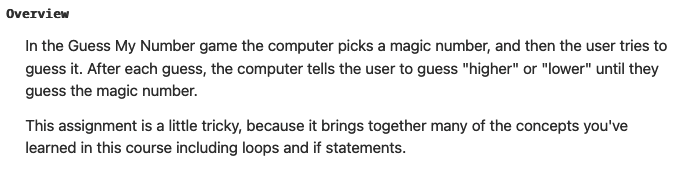 Overview
In the Guess My Number game the computer picks a magic number, and then the user tries to
guess it. After each guess, the computer tells the user to guess "higher" or "lower" until they
guess the magic number.
This assignment is a little tricky, because it brings together many of the concepts you've
learned in this course including loops and if statements.